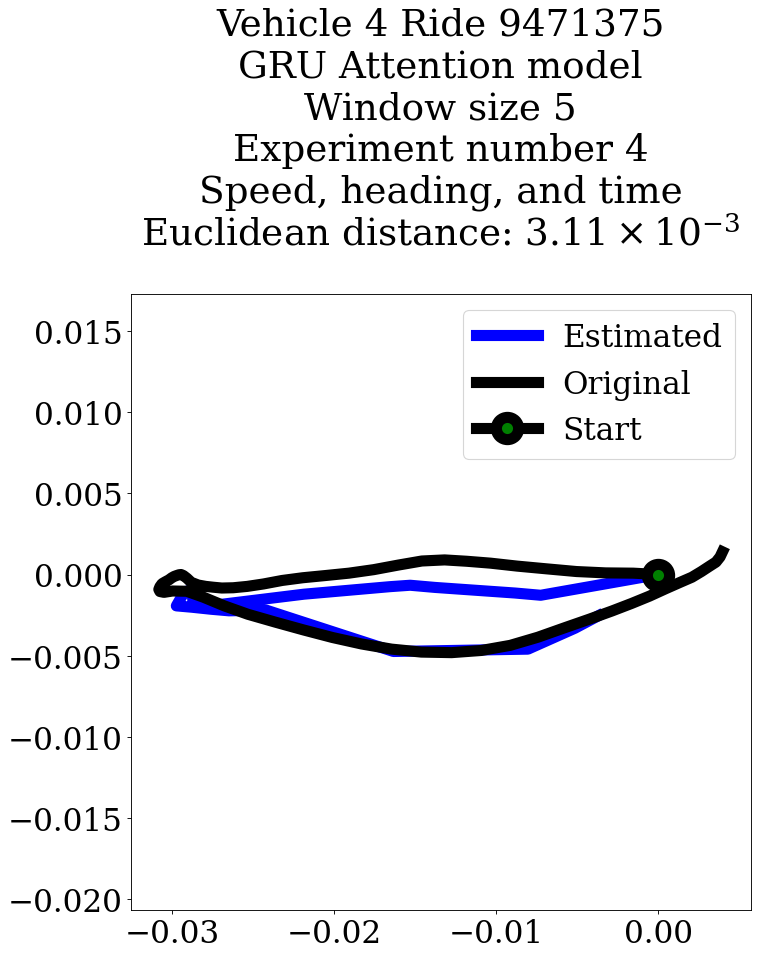 Vehicle 4 Ride 9471375
GRU Attention model
Window size 5
Experiment number 4
Speed, heading, and time
Euclidean distance: 3.11 × 10⁻³
Estimated
Original
Start
0.015
0.010
0.005
0.000
−0.005
−0.010
−0.015
−0.020
−0.03
−0.02
−0.01
0.00